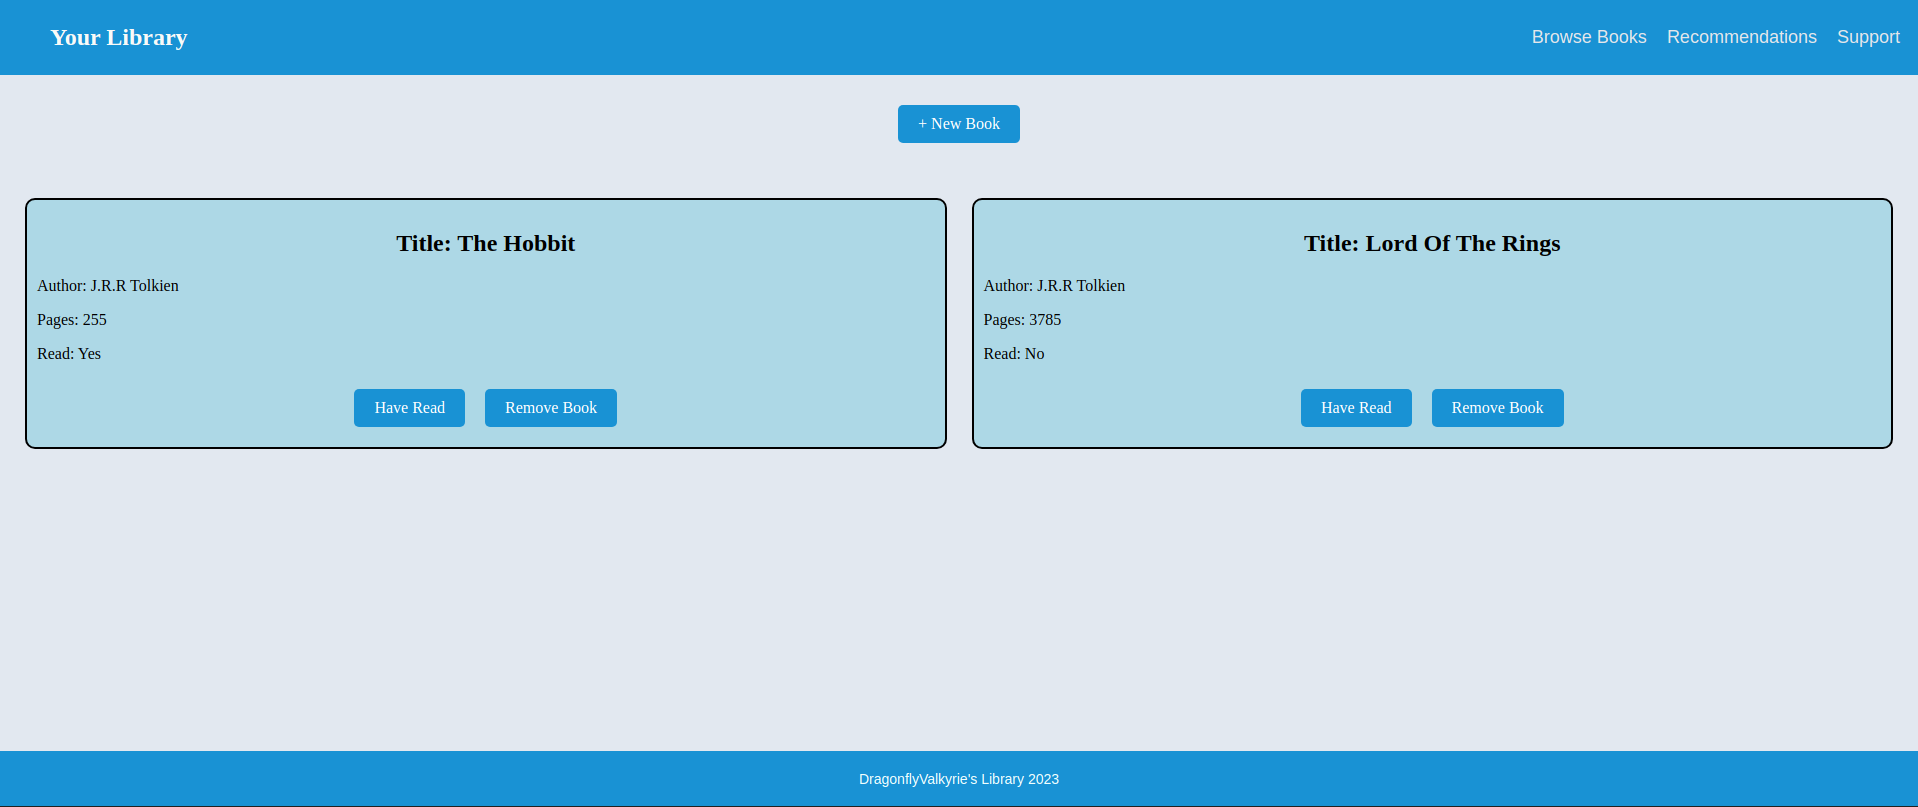 Your Library
Browse Books Recommendations Support
+ New Book
Title: The Hobbit
Author: J.R.R Tolkien
Pages: 255
Read: Yes
Have Read Remove Book
Title: Lord Of The Rings
Author: J.R.R Tolkien
Pages: 3785
Read: No
Have Read Remove Book
DragonflyValkyrie's Library 2023